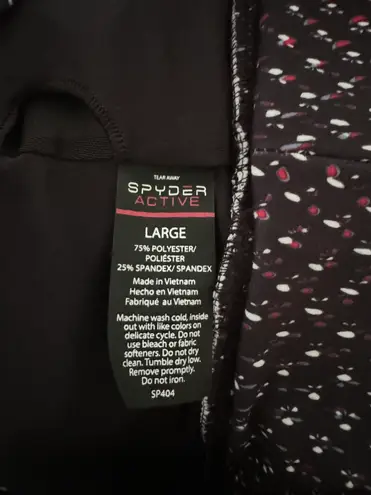 TEAR AWAY
SPYDER
ACTIVE
LARGE
75% POLYESTER/
POLIÉSTER
25% SPANDEX/ SPANDEX
Made in Vietnam
Hecho en Vietnam
Fabriqué au Vietnam
Machine wash cold, inside
out with like colors on
delicate cycle. Do not
use bleach or fabric
softeners. Do not dry
clean. Tumble dry low.
Remove promptly.
Do not iron.
SP404